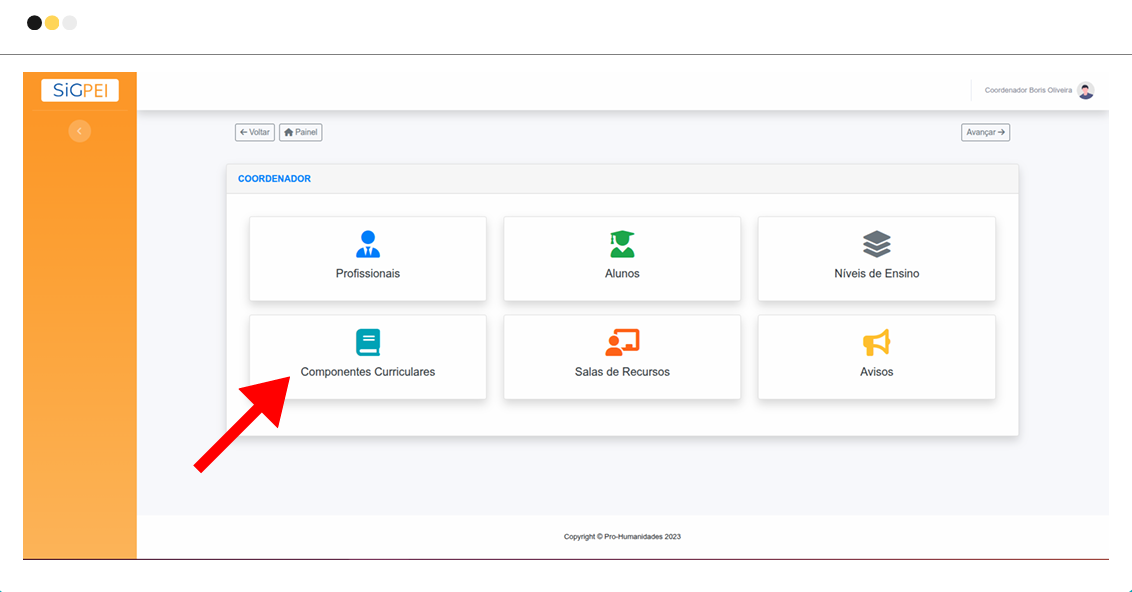 SiGPEI
Coordenador Boris Oliveira
Voltar
Painel
Avançar
COORDENADOR
Profissionais
Alunos
Níveis de Ensino
Componentes Curriculares
Salas de Recursos
Avisos
Copyright © Pro-Humanidades 2023